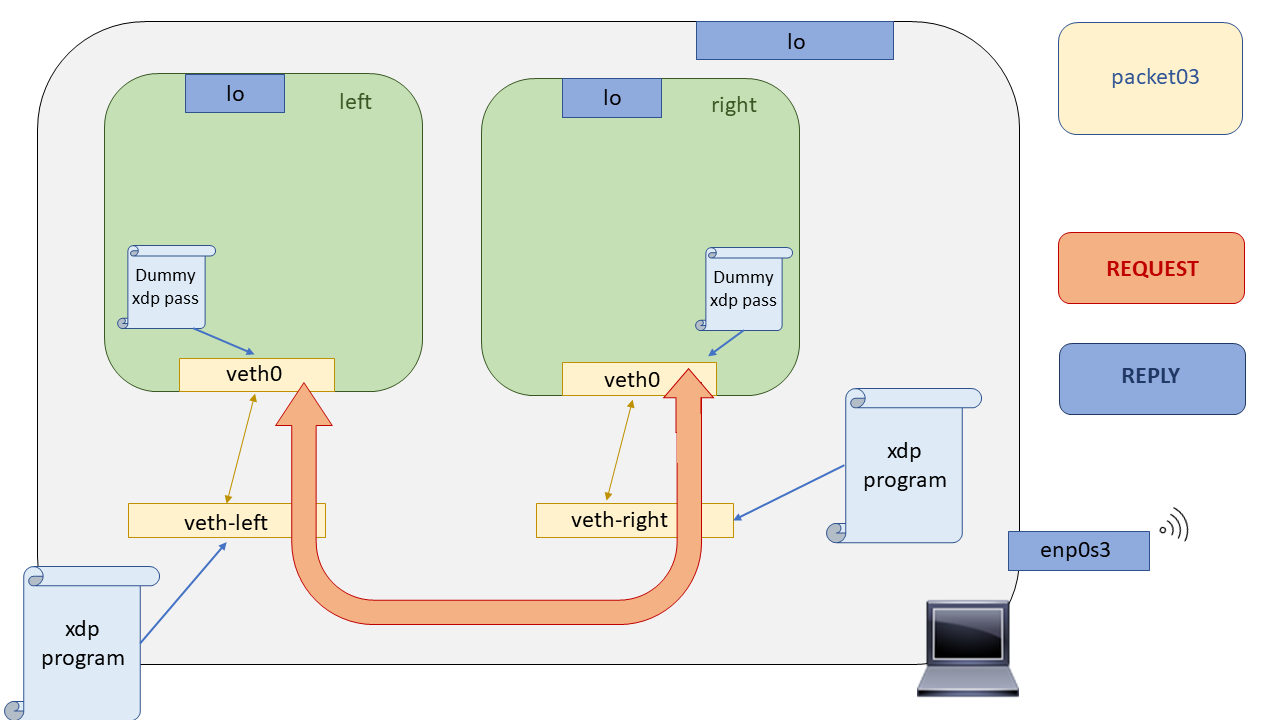 lo
packet03
lo
left
lo
right
Dummy
xdp pass
Dummy
xdp pass
REQUEST
veth0
veth0
REPLY
xdp
program
veth-left
veth-right
enp0s3
xdp
program